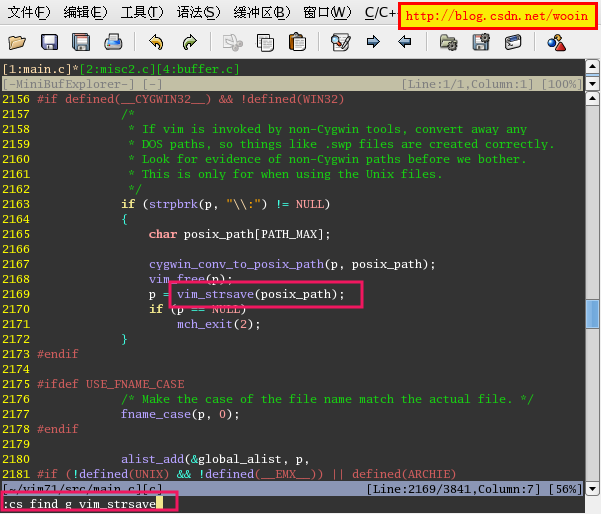 文件(F) 编辑(E) 工具(T) 语法(S) 缓冲区(B) 窗口(W) C/C+
http://blog.csdn.net/wooin
[1:main.c]*[2:misc2.c][4:buffer.c]
[-MiniBufExplorer-] [-] [Line:1/1,Column:1] [100%]
2156 #if defined(__CYGWIN32__) && !defined(WIN32)
2157 /*
2158 * If vim is invoked by non-Cygwin tools, convert away any
2159 * DOS paths, so things like .swp files are created correctly.
2160 * Look for evidence of non-Cygwin paths before we bother.
2161 * This is only for when using the Unix files.
2162 */
2163 if (strpbrk(p, "\\:") != NULL)
2164 {
2165 char posix_path[PATH_MAX];
2166
2167 cygwin_conv_to_posix_path(p, posix_path);
2168 vim_free(p);
2169 p = vim_strsave(posix_path);
2170 if (p == NULL)
2171 mch_exit(2);
2172 }
2173 #endif
2174
2175 #ifdef USE_FNAME_CASE
2176 /* Make the case of the file name match the actual file. */
2177 fname_case(p, 0);
2178 #endif
2179
2180 alist_add(&global_alist, p,
2181 #if (!defined(UNIX) && !defined(__EMX__)) || defined(ARCHIE)
[~/vim71/src/main.c][c] [Line:2169/3841,Column:7] [56%]
:cs find g vim_strsave